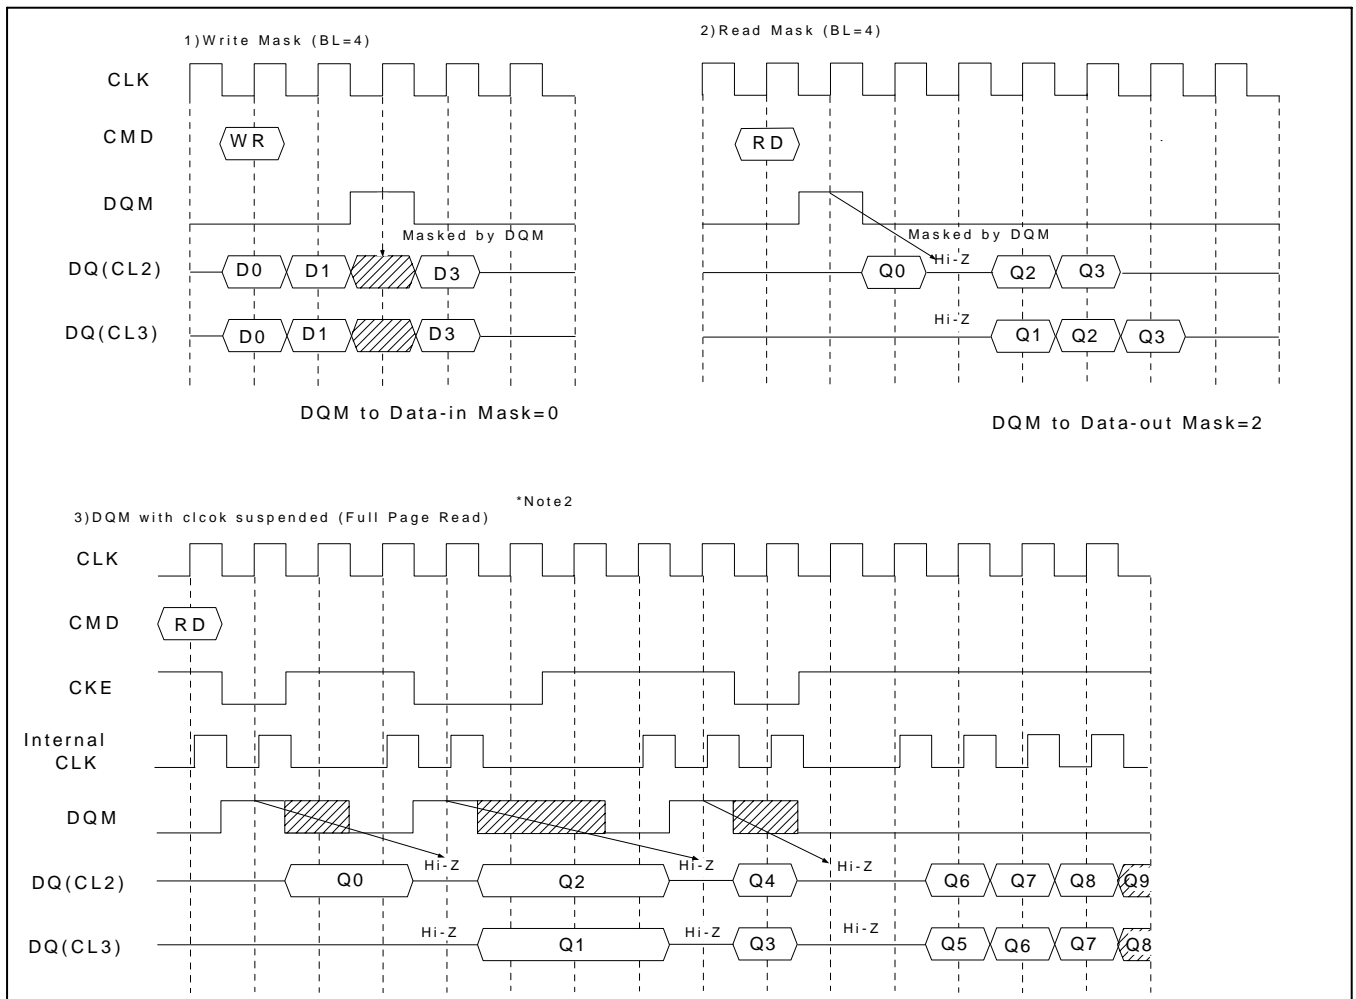 1)Write Mask (BL=4)
CLK
CMD
WR
DQM
Masked by DQM
DQ(CL2)
D0 D1 D3
DQ(CL3)
D0 D1 D3
DQM to Data-in Mask=0
2)Read Mask (BL=4)
RD
Masked by DQM
Hi-Z
Q0 Q2 Q3
Hi-Z
Q1 Q2 Q3
DQM to Data-out Mask=2
*Note2
3)DQM with clcok suspended (Full Page Read)
CLK
CMD
RD
CKE
Internal
CLK
DQM
Hi-Z Hi-Z Hi-Z
DQ(CL2)
Q0 Q2 Q4 Q6 Q7 Q8 Q9
Hi-Z Hi-Z Hi-Z
DQ(CL3)
Q1 Q3 Q5 Q6 Q7 Q8